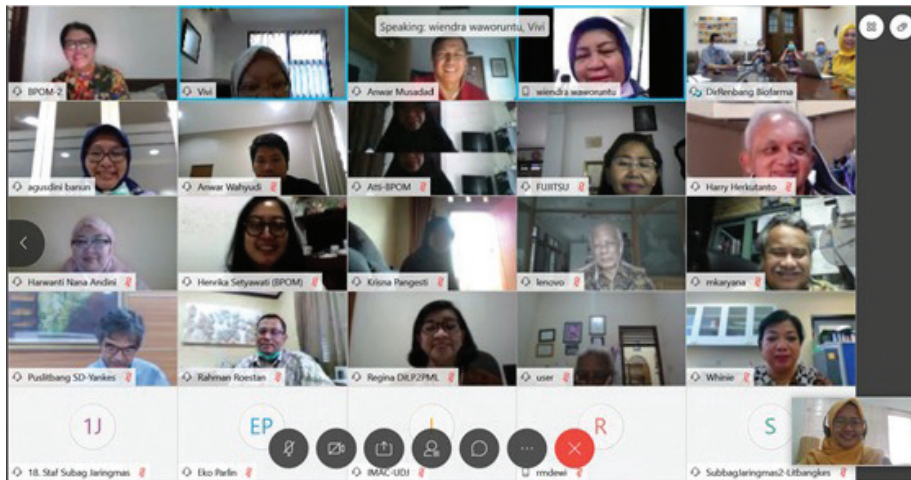 Speaking: wiendra waworuntu, Vivi
BPOM-2
Vivi
Anwar Musadad
wiendra waworuntu
DirRenbang Biofarma
agusdini banun
Anwar Wahyudi
Atti-BPOM
FUJITSU
Harry Herkutanto
Harwanti Nana Andini
Henrika Setyawati (BPOM)
Krisna Pangesti
lenovo
mkaryana
Puslitbang SD-Yankes
Rahman Roestan
Regina DitP2PML
user
Whinie
1J
EP
I
R
S
18. Staf Subag Jaringmas
Eko Parlin
IMAC-UDJ
rmdewi
SubbagJaringmas2-Litbangkes